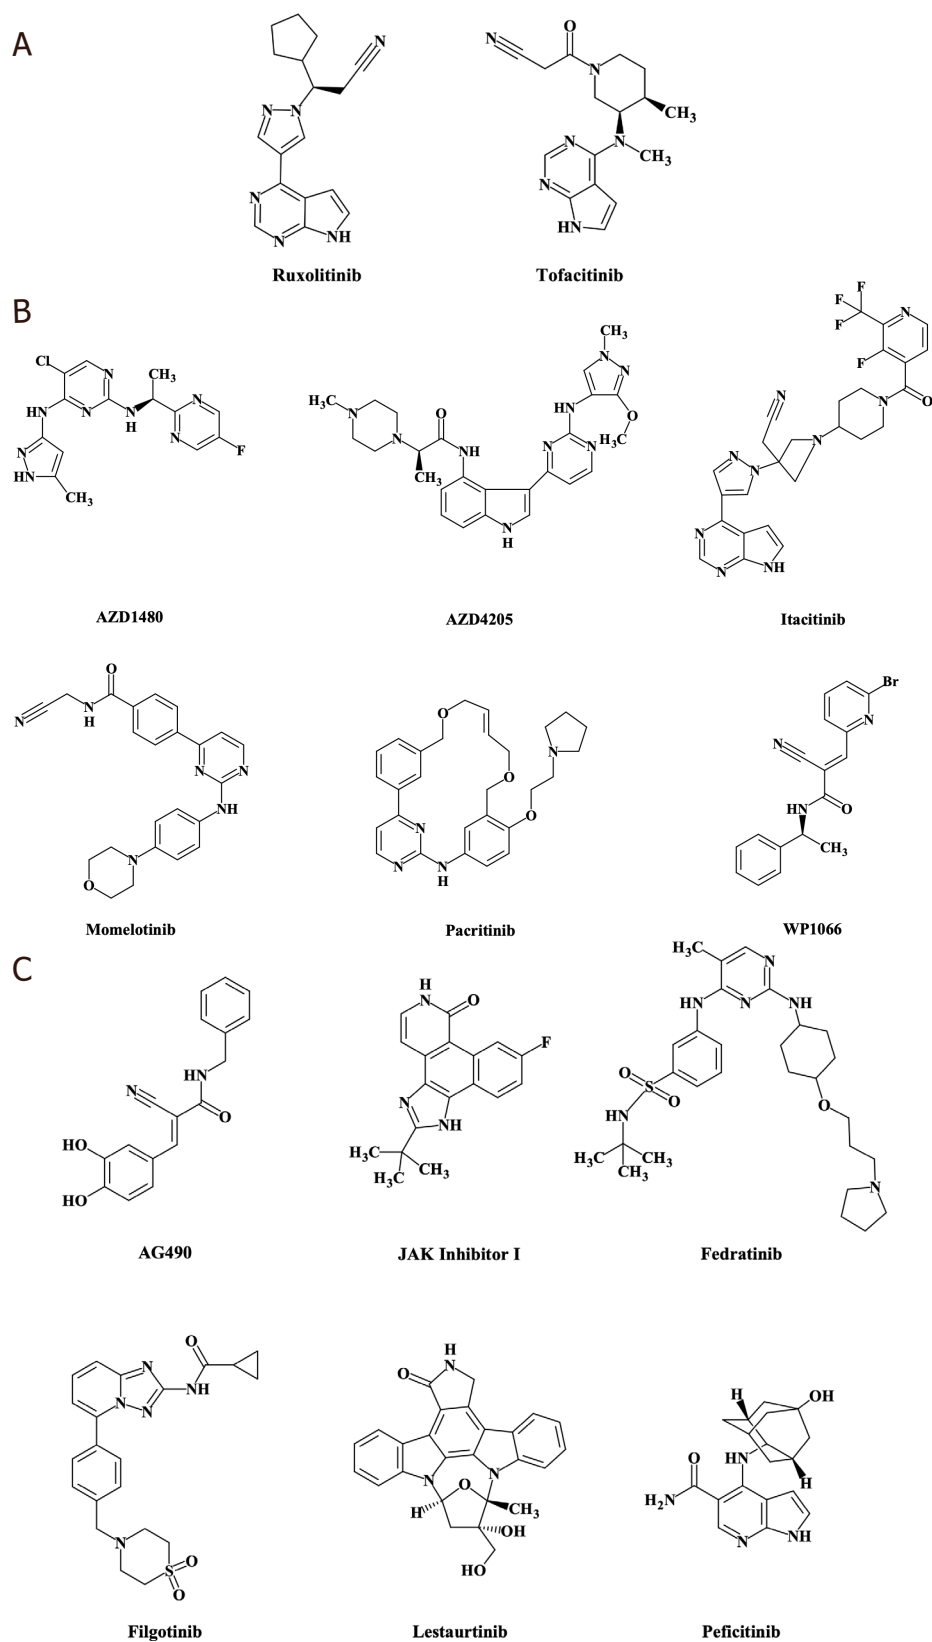 A
N
N
N
N
N
NH
Ruxolitinib
N
O
N
CH3
N
CH3
N
N
HN
Tofacitinib
B
Cl
N
CH3
N
N
HN
N
H
N
F
N
HN
CH3
AZD1480
CH3
N
N
HN
O
CH3
H3C
N
N
O
CH3
NH
N
N
N
H
AZD4205
F
F
F
N
F
N
O
N
N
N
N
N
N
NH
Itacitinib
O
N
N
H
N
N
NH
N
O
Momelotinib
O
O
N
O
N
N
N
H
Pacritinib
Br
N
N
HN
O
CH3
WP1066
C
HN
N
O
HO
HO
AG490
H
N
O
F
N
NH
H3C
CH3
H3C
JAK Inhibitor I
H3C
N
HN
N
NH
O
S
O
HN
H3C
CH3
CH3
O
N
Fedratinib
O
N
NH
N
N
N
S
O
O
Filgotinib
H
N
O
N
N
O
H
CH3
OH
HO
Lestaurtinib
H
OH
O
HN
H
H2N
N
NH
Peficitinib